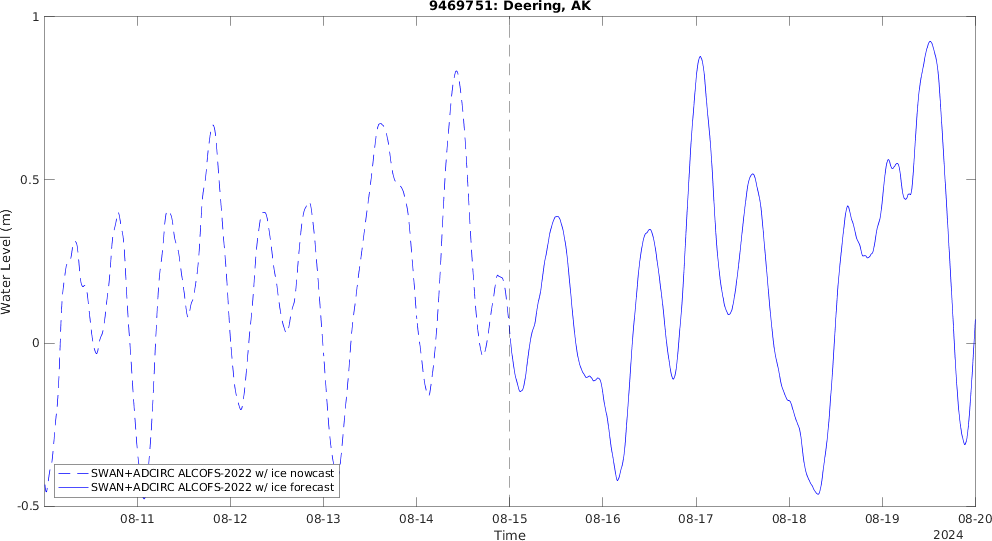 9469751: Deering, AK
1
0.5
0
-0.5
Water Level (m)
SWAN+ADCIRC ALCOFS-2022 w/ ice nowcast
SWAN+ADCIRC ALCOFS-2022 w/ ice forecast
08-11 08-12 08-13 08-14 08-15 08-16 08-17 08-18 08-19 08-20
Time
2024